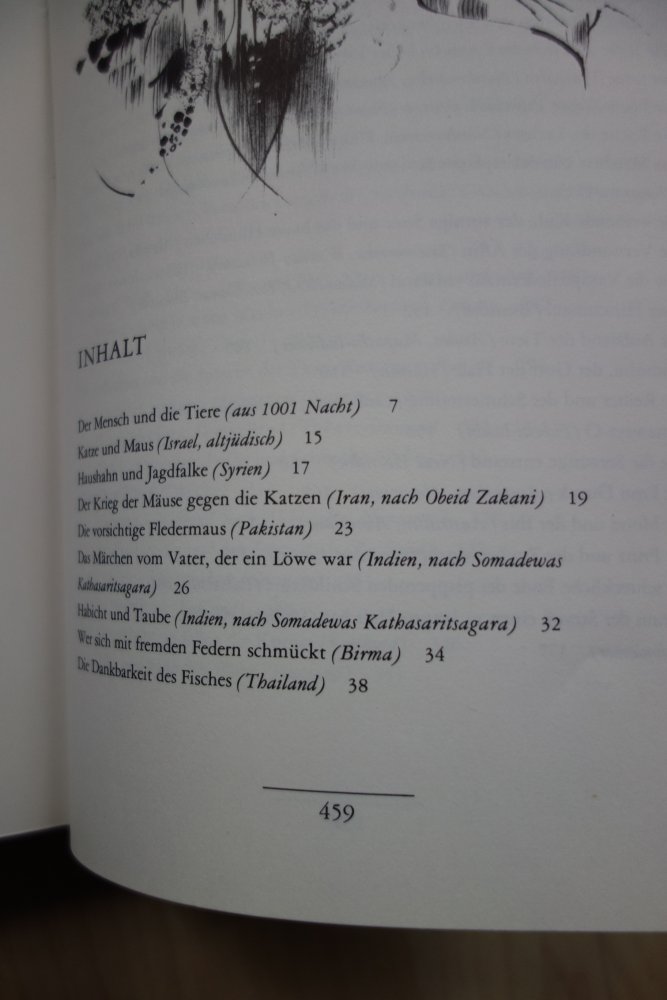 INHALT
Der Mensch und die Tiere (aus 1001 Nacht) 7
Katze und Maus (Israel, altjüdisch) 15
Haushahn und Jagdfalke (Syrien) 17
Der Krieg der Mäuse gegen die Katzen (Iran, nach Obeid Zakani) 19
Die vorsichtige Fledermaus (Pakistan) 23
Das Märchen vom Vater, der ein Löwe war (Indien, nach Somadewas
Kathasaritsagara) 26
Habicht und Taube (Indien, nach Somadewas Kathasaritsagara) 32
Wer sich mit fremden Federn schmückt (Birma) 34
Die Dankbarkeit des Fisches (Thailand) 38
459